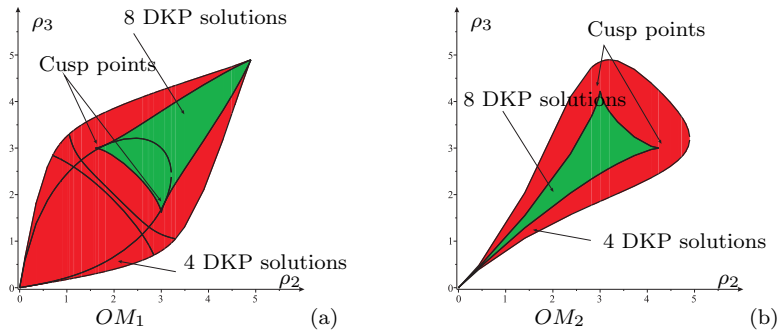 8 DKP solutions
ρ3
Cusp points
5
4
3
2
1
0
0 1 2 3 4 5
4 DKP solutions
ρ2
OM1
(a)
ρ3
Cusp points
8 DKP solutions
5
4
3
2
1
0
0 1 2 3 4 5
4 DKP solutions
ρ2
OM2
(b)